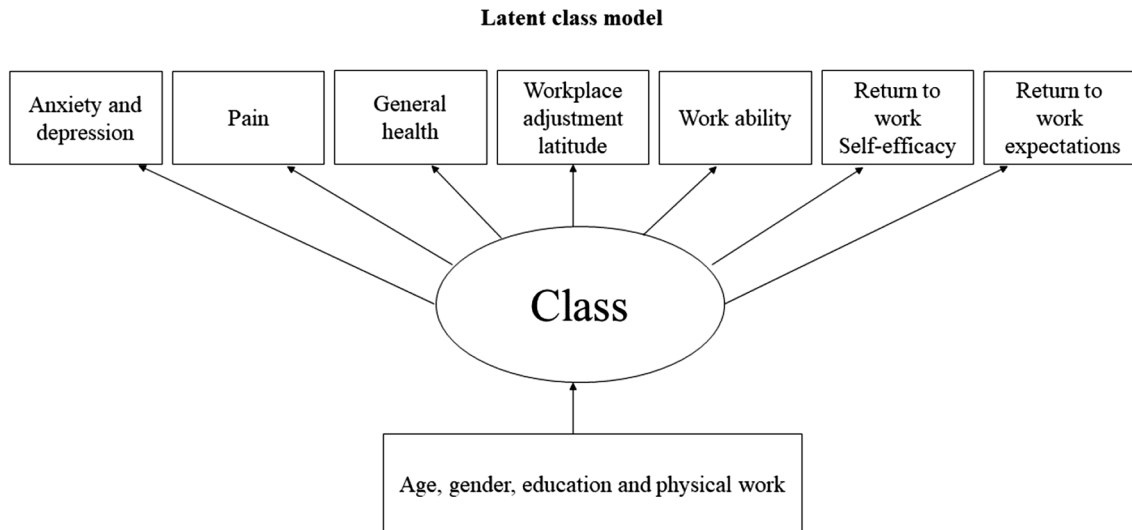 Latent class model
Anxiety and
depression
Pain
General
health
Workplace
adjustment
latitude
Work ability
Return to
work
Self-efficacy
Return to
work
expectations
Class
Age, gender, education and physical work